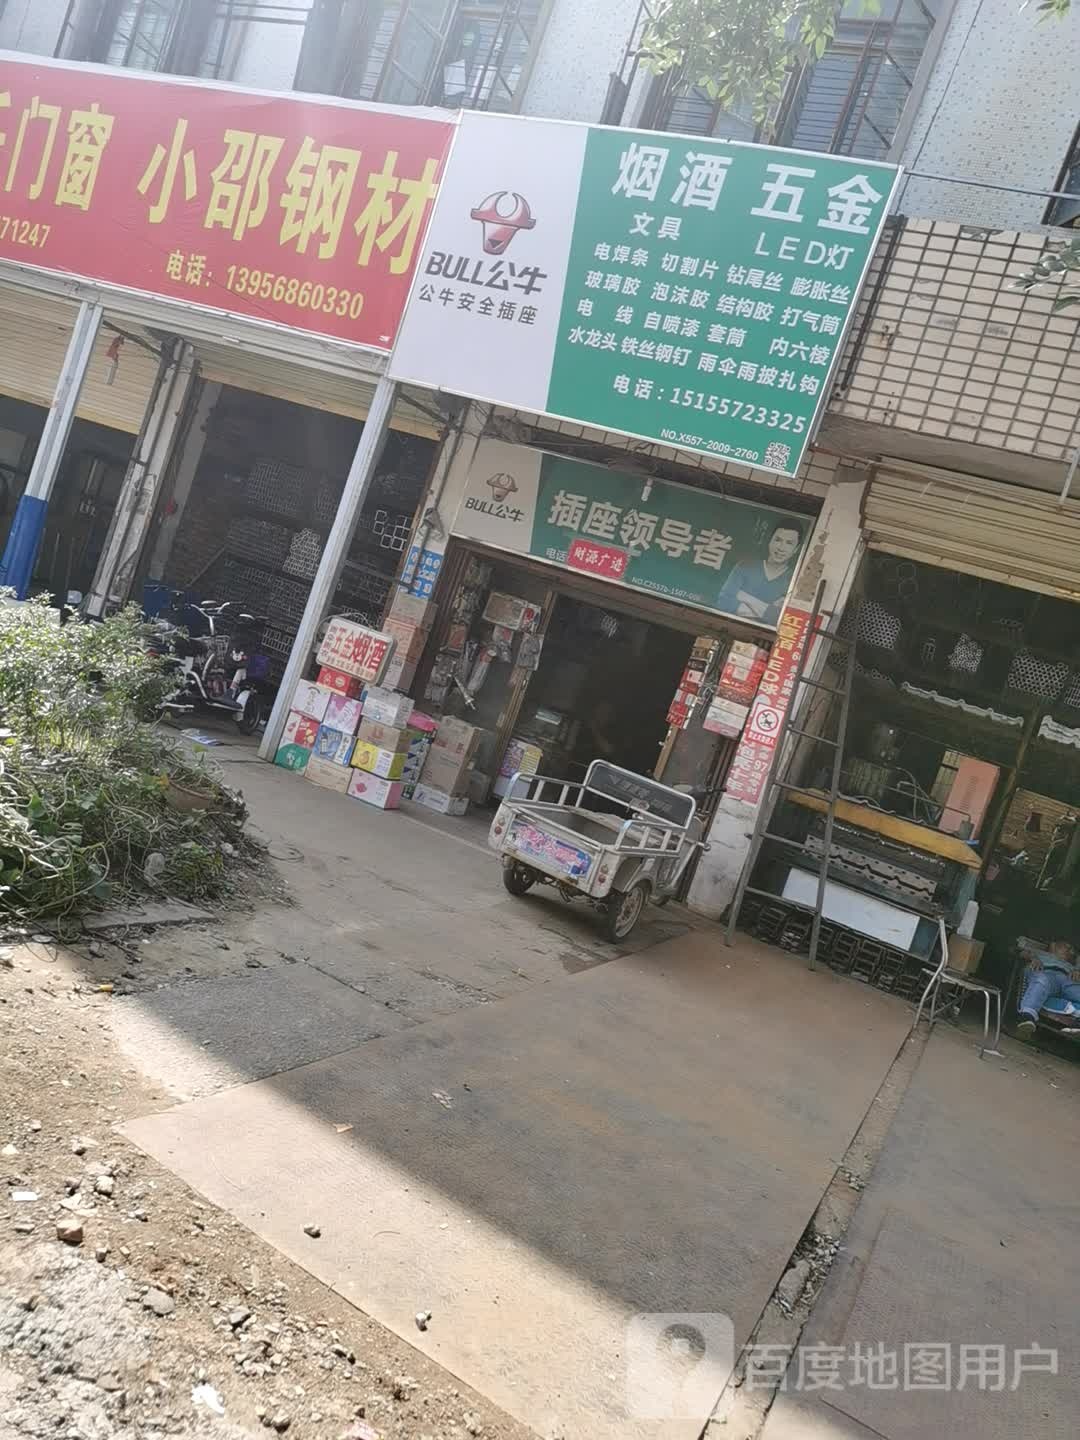 门窗 小邵钢材
71247
电话：13956860330
BULL公牛
公牛安全插座
烟酒 五金
文具 LED灯
电焊条 切割片 钻尾丝 膨胀丝
玻璃胶 泡沫胶 结构胶 打气筒
电 线 自喷漆 套筒 内六棱
水龙头 铁丝钢钉 雨伞雨披扎钩
电话：15155723325
NO.X557-2009-2760
BULL公牛
插座领导者
电话
财源广进
五金烟酒
百度地图用户